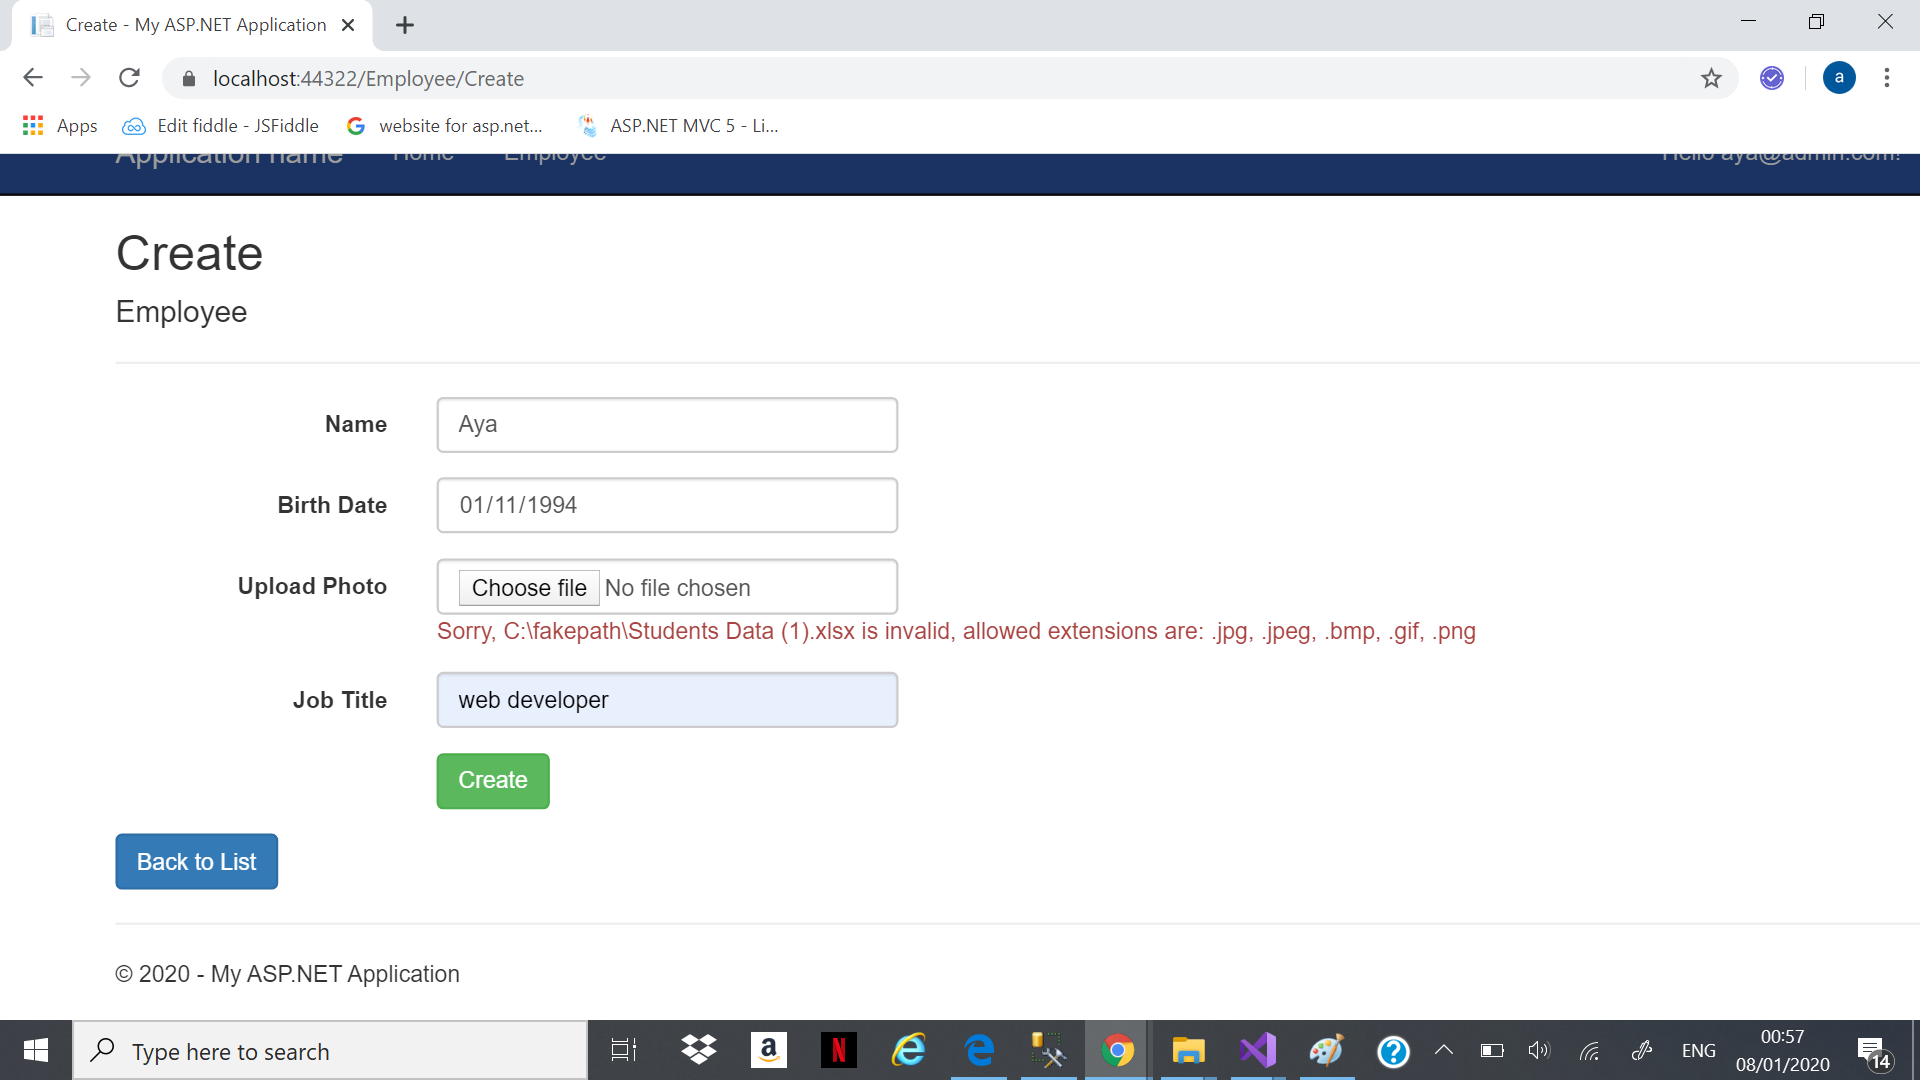 Create - My ASP.NET Application
localhost:44322/Employee/Create
a
Apps
Edit fiddle - JSFiddle
website for asp.net...
ASP.NET MVC 5 - Li...
Application name
Home
Employee
Hello aya@admin.com!
Create
Employee
Name
Aya
Birth Date
01/11/1994
Upload Photo
Choose file No file chosen
Sorry, C:\fakepath\Students Data (1).xlsx is invalid, allowed extensions are: .jpg, .jpeg, .bmp, .gif, .png
Job Title
web developer
Create
Back to List
© 2020 - My ASP.NET Application
Type here to search
a
N
ENG
00:57
08/01/2020
14